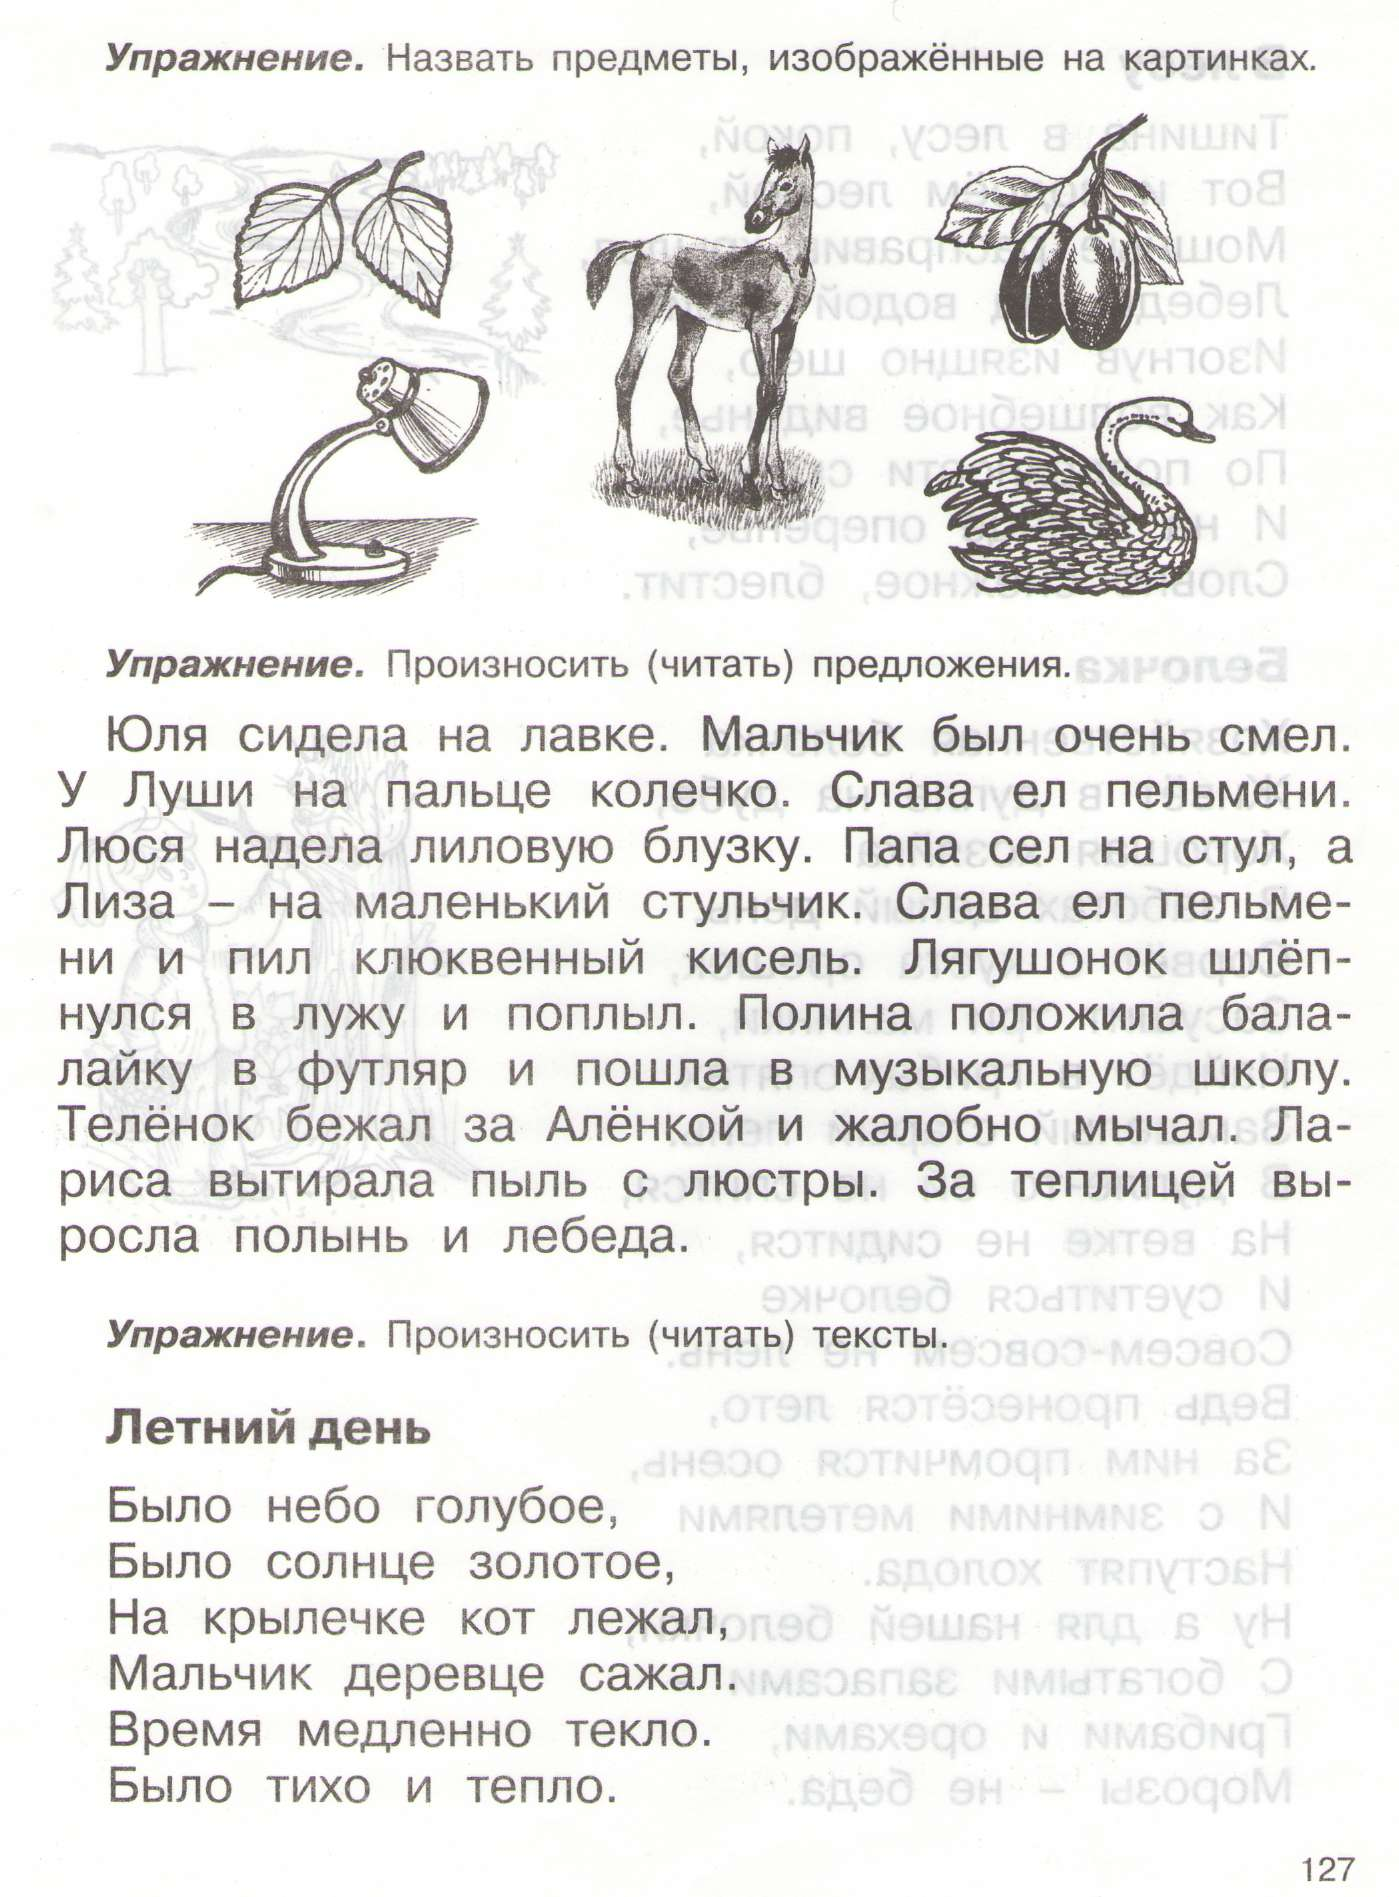 Упражнение. Назвать предметы, изображённые на картинках.
Упражнение. Произносить (читать) предложения.
Юля сидела на лавке. Мальчик был очень смел.
У Луши на пальце колечко. Слава ел пельмени.
Люся надела лиловую блузку. Папа сел на стул, а
Лиза – на маленький стульчик. Слава ел пельме-
ни и пил клюквенный кисель. Лягушонок шлёп-
нулся в лужу и поплыл. Полина положила бала-
лайку в футляр и пошла в музыкальную школу.
Телёнок бежал за Алёнкой и жалобно мычал. Ла-
риса вытирала пыль с люстры. За теплицей вы-
росла полынь и лебеда.
Упражнение. Произносить (читать) тексты.
Летний день
Было небо голубое,
Было солнце золотое,
На крылечке кот лежал,
Мальчик деревце сажал.
Время медленно текло.
Было тихо и тепло.
127